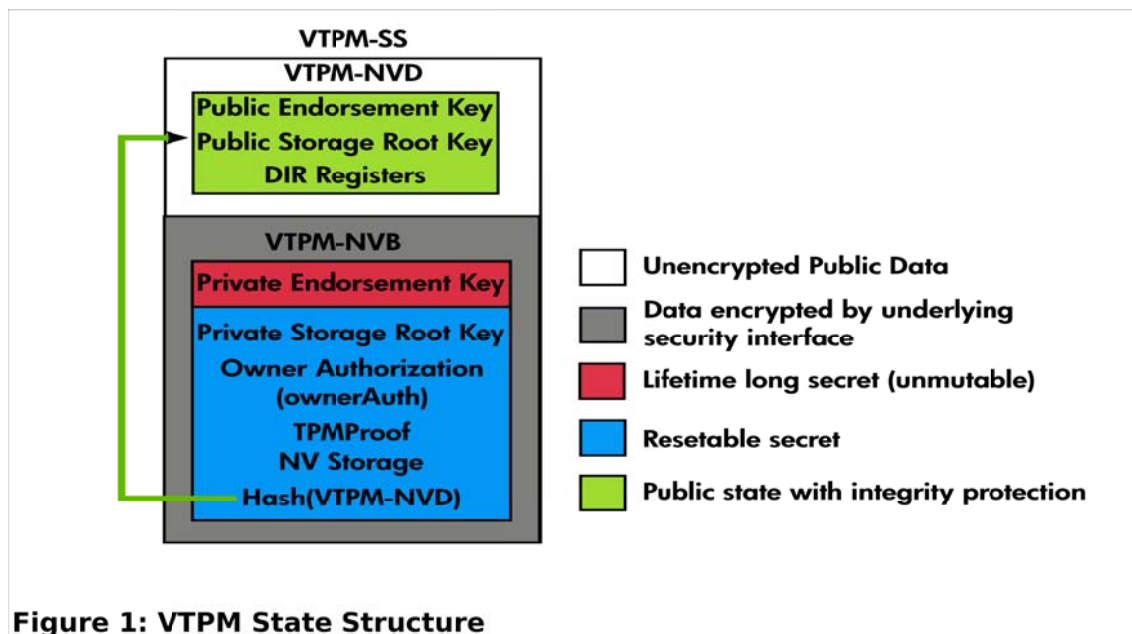 VTPM-SS
VTPM-NVD
Public Endorsement Key
Public Storage Root Key
DIR Registers
VTPM-NVB
Private Endorsement Key
Private Storage Root Key
Owner Authorization
(ownerAuth)
TPMProof
NV Storage
Hash(VTPM-NVD)
Unencrypted Public Data
Data encrypted by underlying
security interface
Lifetime long secret (unmutable)
Resetable secret
Public state with integrity protection
Figure 1: VTPM State Structure